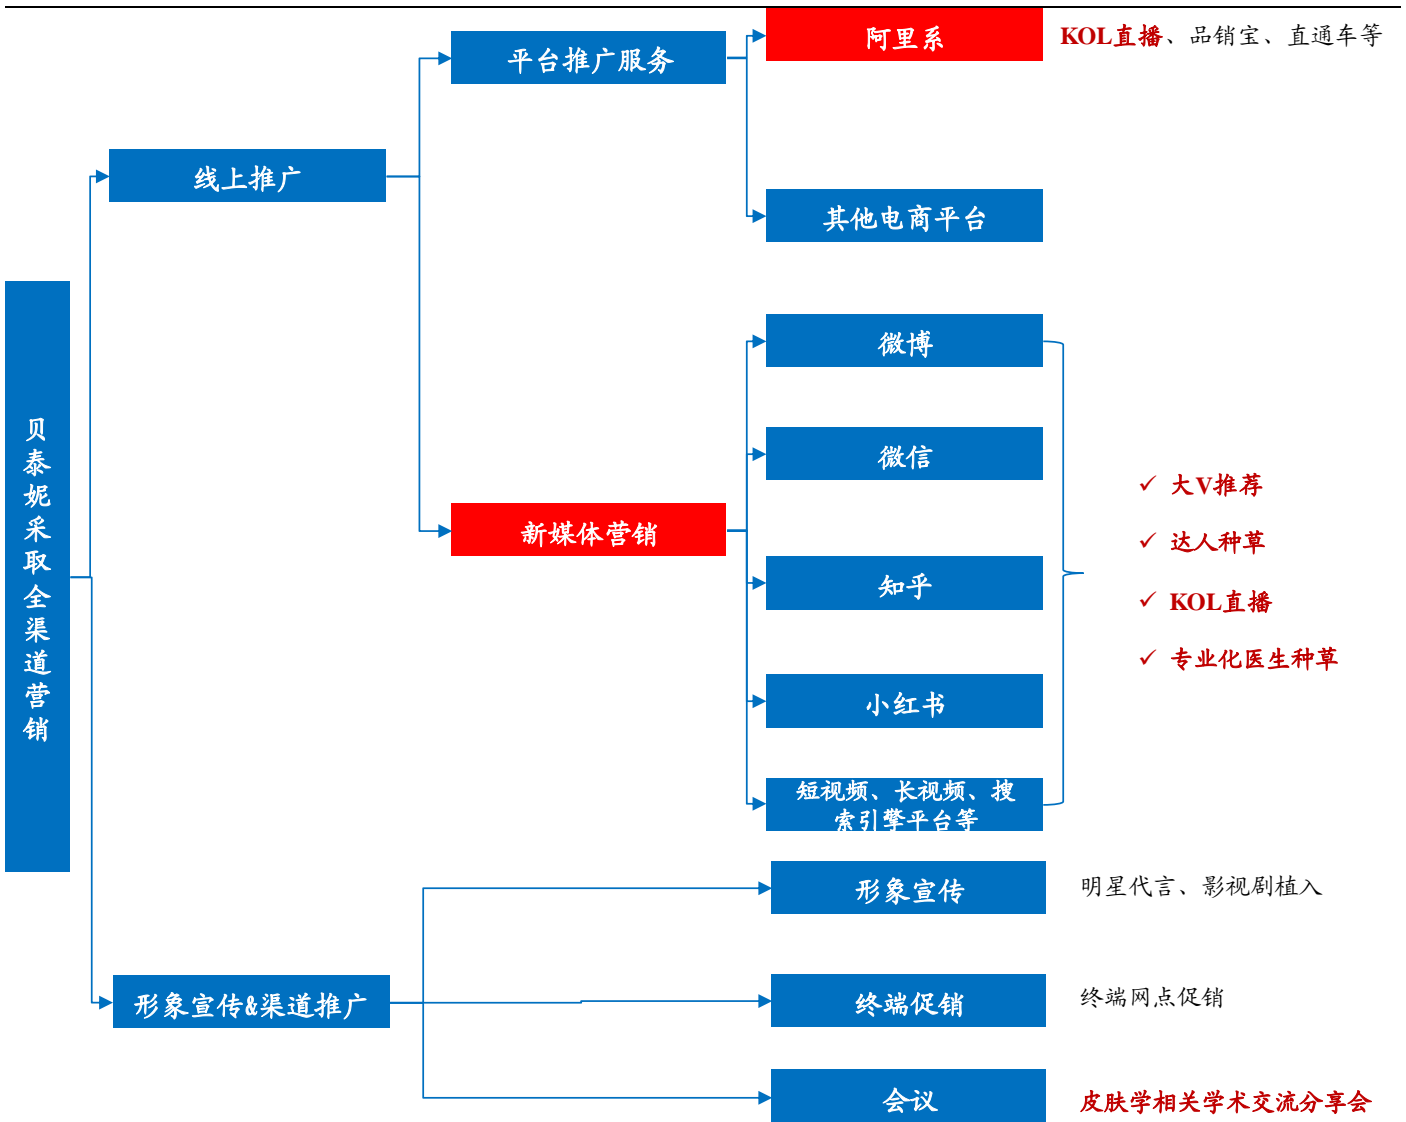 阿里系
KOL直播、品销宝、直通车等
平台推广服务
线上推广
其他电商平台
微博
微信
贝泰妮采取全渠道营销
大V推荐
新媒体营销
达人种草
知乎
KOL直播
专业化医生种草
小红书
短视频、长视频、搜
索引擎平台等
形象宣传
明星代言、影视剧植入
形象宣传&渠道推广
终端促销
终端网点促销
会议
皮肤学相关学术交流分享会